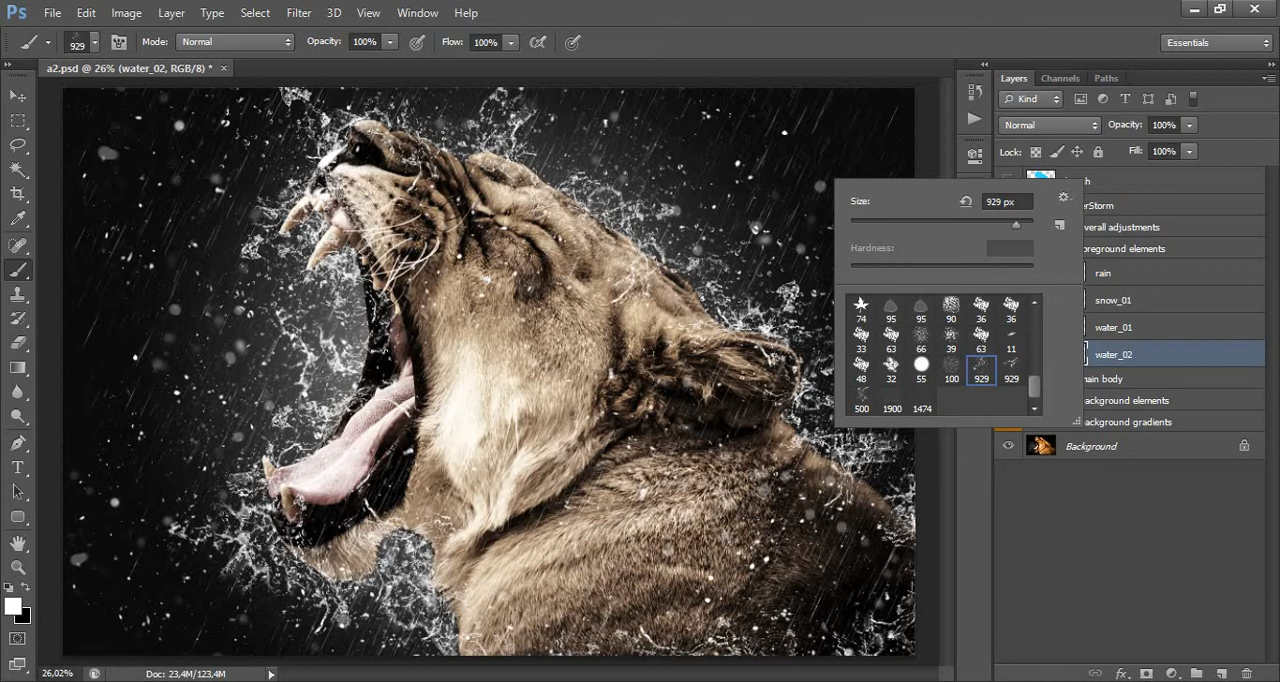 Ps File Edit Image Layer Type Select Filter 3D View Window Help
929 Mode: Normal Opacity: 100% Flow: 100% Essentials
a2.psd @ 26% (water_02, RGB/8) * ×
Layers Channels Paths
Kind
Normal Opacity: 100%
Lock: Fill: 100%
Size: 929 px
Hardness:
74 95 95 90 36 36
33 63 66 39 63 11
48 32 55 100 929 929
500 1900 1474
erStorm
verall adjustments
oreground elements
rain
snow_01
water_01
water_02
ain body
ackground elements
ackground gradients
Background
26,02% Doc: 23,4M/123,4M